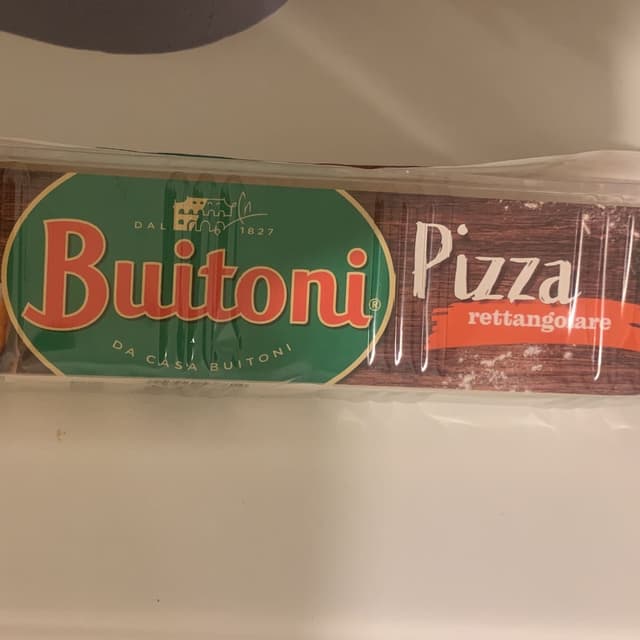 DAL 1827
Buitoni®
DA CASA BUITONI
Pizza
rettangolare